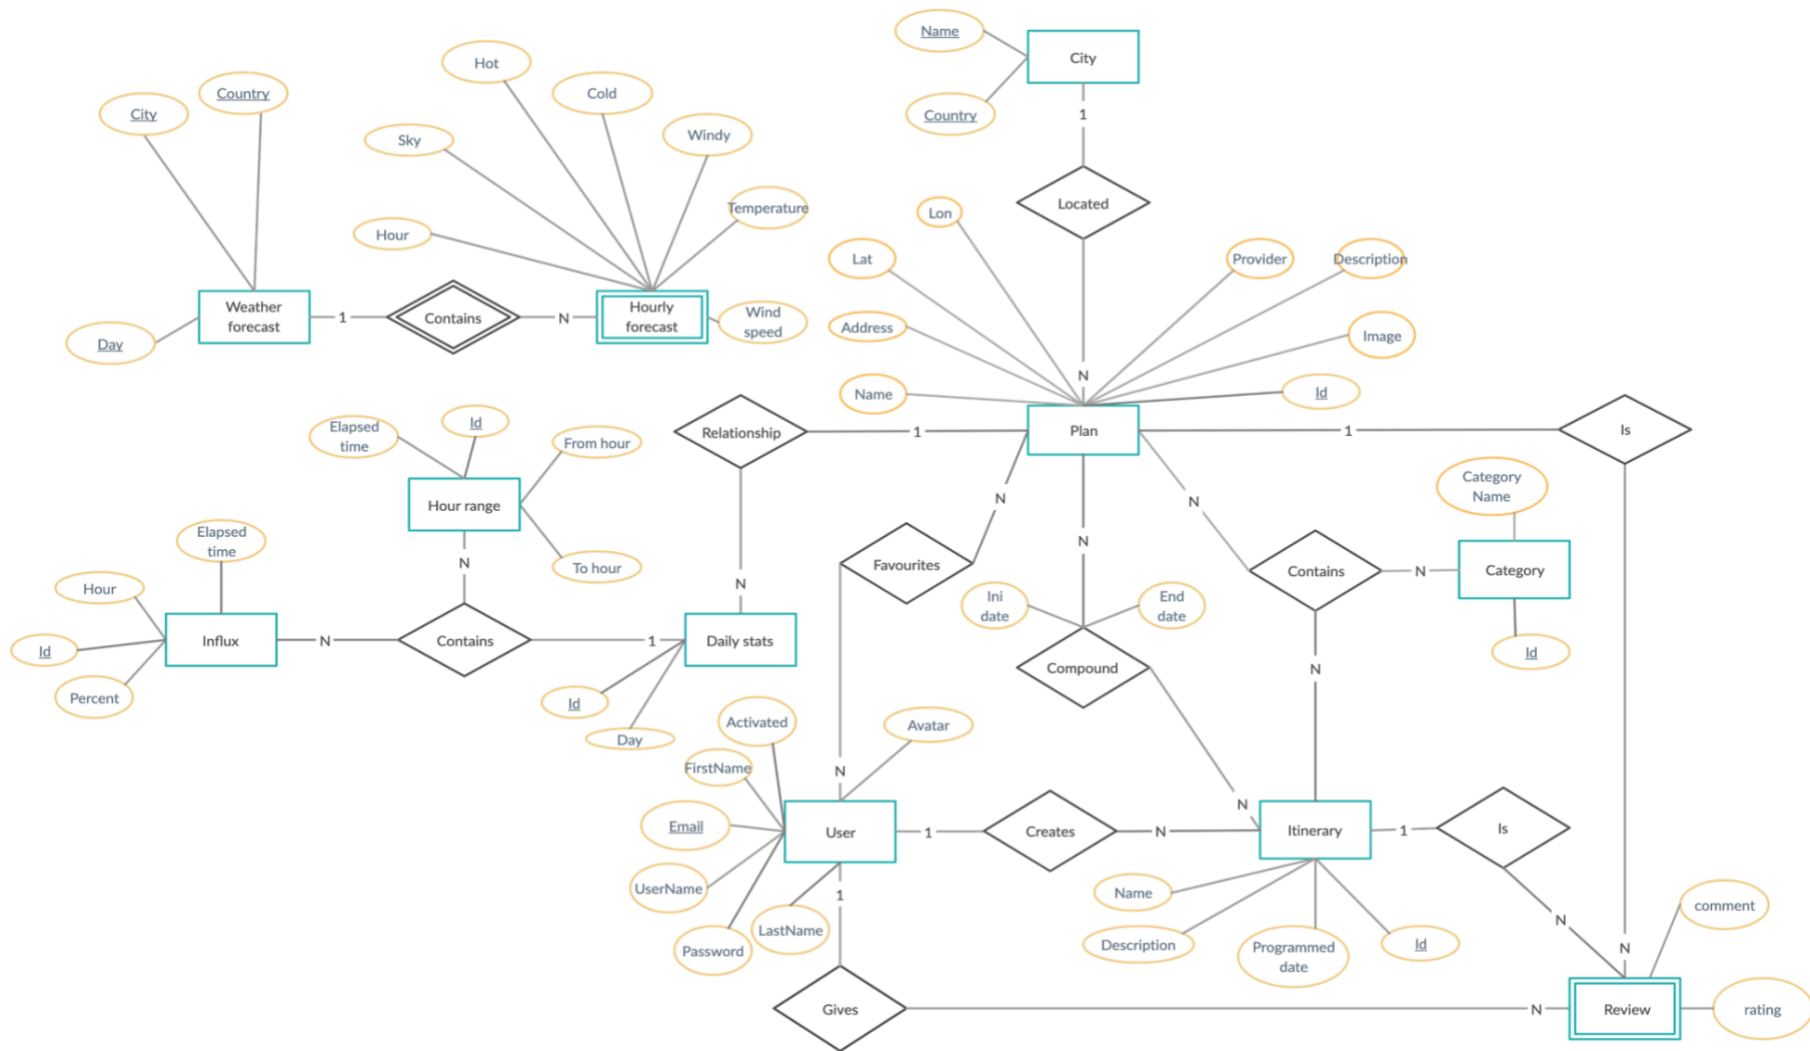 Name
City
Country
1
Located
City
Country
Hot
Cold
Sky
Windy
Temperature
Hour
Lon
Lat
Provider
Description
Address
Image
Name
Id
N
Weather
forecast
1
Contains
N
Hourly
forecast
Wind
speed
Day
Relationship
1
Plan
1
Is
Elapsed
time
Id
From hour
Hour range
To hour
N
N
N
N
Category
Name
Favourites
Contains
N
Category
Id
Elapsed
time
Hour
Influx
Id
Percent
N
Contains
1
Daily stats
N
Id
Day
Ini
date
End
date
Compound
N
N
Activated
Avatar
FirstName
N
Email
User
UserName
LastName
Password
1
Creates
N
Itinerary
1
Is
Name
Description
Programmed
date
Id
N
N
comment
1
Gives
N
Review
rating